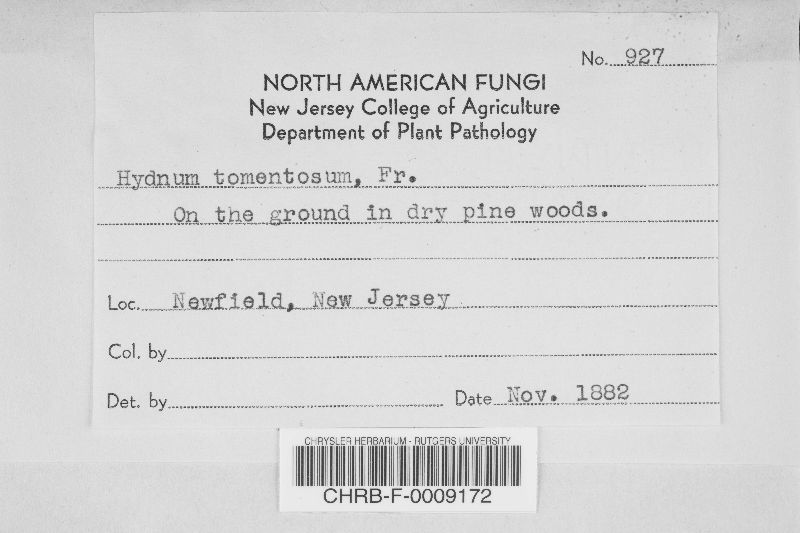 No. 927
NORTH AMERICAN FUNGI
New Jersey College of Agriculture
Department of Plant Pathology
Hydnum tomentosum, Fr.
On the ground in dry pine woods.
Loc. Newfield, New Jersey
Col. by
Det. by Date Nov. 1882
CHRYSLER HERBARIUM - RUTGERS UNIVERSITY
CHRB-F-0009172